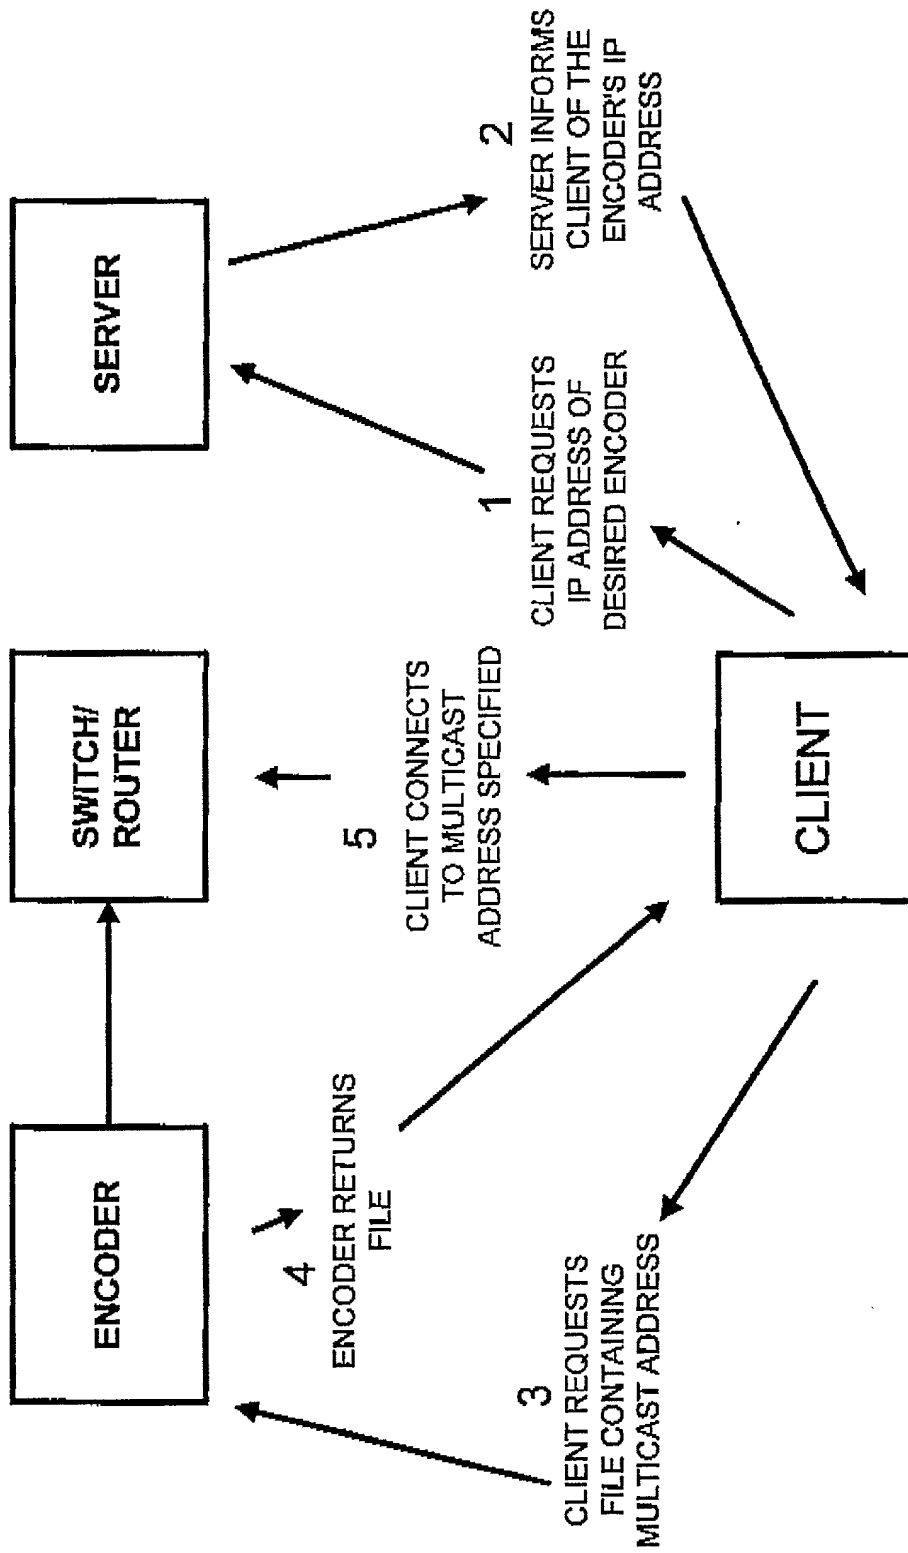 ENCODER
SWITCH/
ROUTER
SERVER
4
ENCODER RETURNS
FILE
5
CLIENT CONNECTS
TO MULTICAST
ADDRESS SPECIFIED
3
CLIENT REQUESTS
FILE CONTAINING
MULTICAST ADDRESS
1
CLIENT REQUESTS
IP ADDRESS OF
DESIRED ENCODER
2
SERVER INFORMS
CLIENT OF THE
ENCODER'S IP
ADDRESS
CLIENT